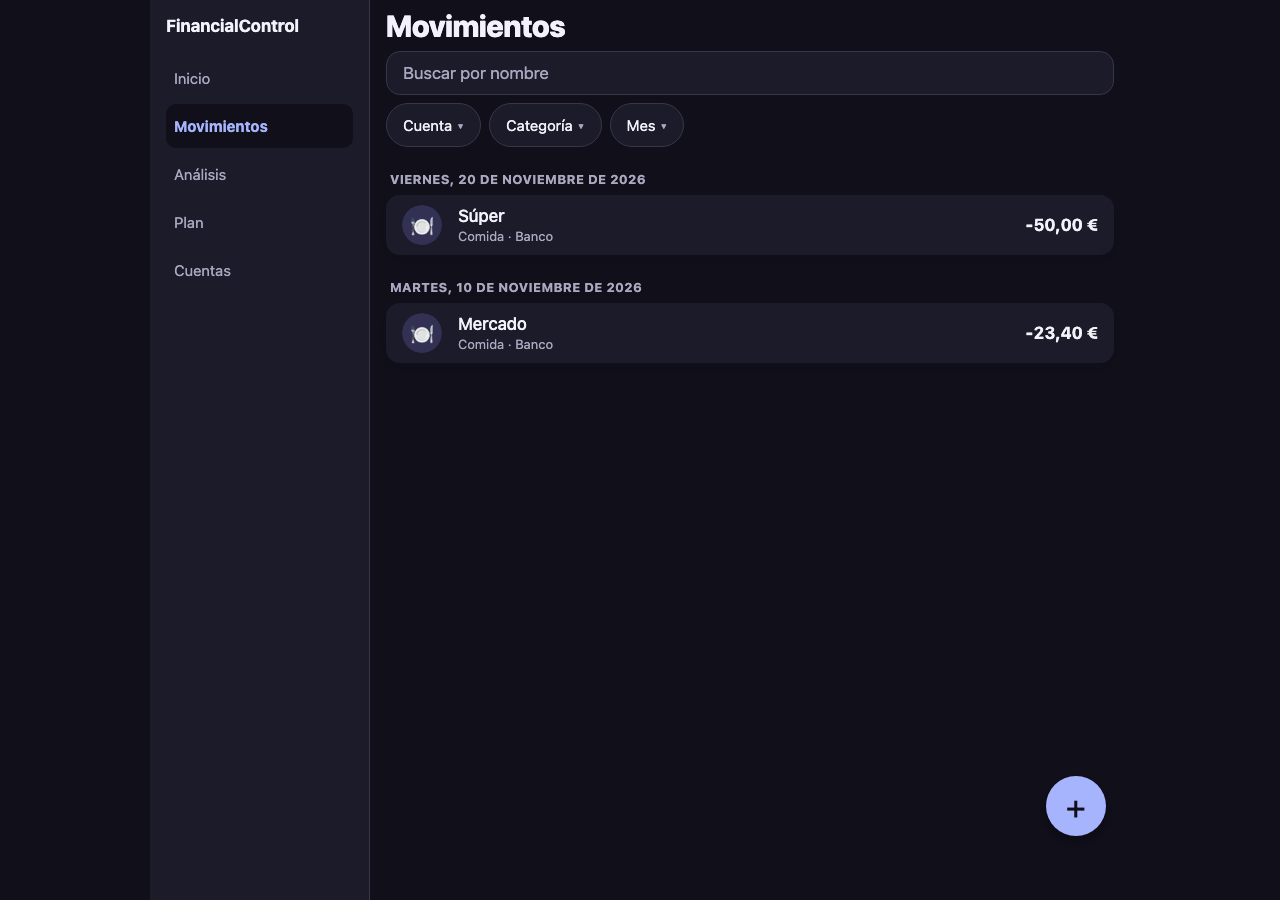 FinancialControl
Inicio
Movimientos
Análisis
Plan
Cuentas
Movimientos
Buscar por nombre
Cuenta ▾
Categoría ▾
Mes ▾
VIERNES, 20 DE NOVIEMBRE DE 2026
Súper
Comida · Banco
-50,00 €
MARTES, 10 DE NOVIEMBRE DE 2026
Mercado
Comida · Banco
-23,40 €
+